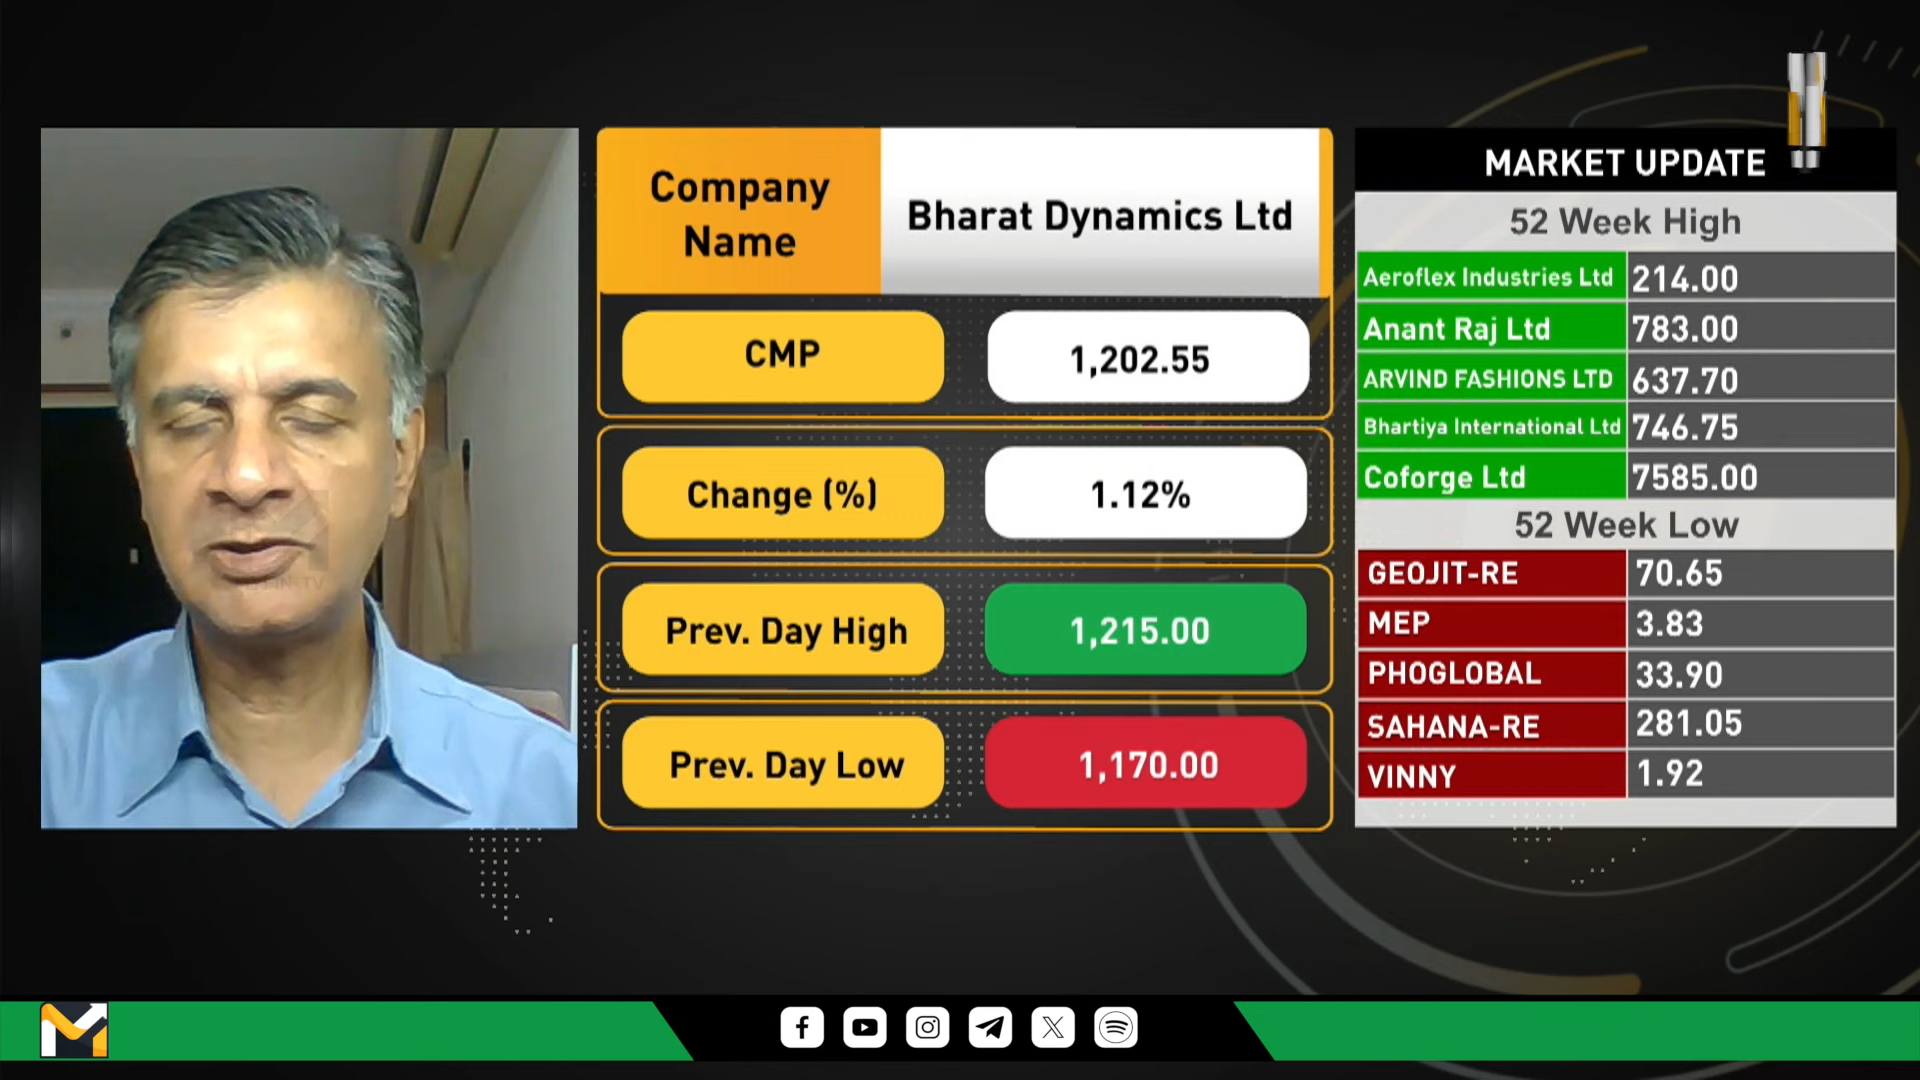 Company
Name
Bharat Dynamics Ltd
CMP
1,202.55
Change (%)
1.12%
Prev. Day High
1,215.00
Prev. Day Low
1,170.00
MARKET UPDATE
52 Week High
Aeroflex Industries Ltd 214.00
Anant Raj Ltd 783.00
ARVIND FASHIONS LTD 637.70
Bhartiya International Ltd 746.75
Coforge Ltd 7585.00
52 Week Low
GEOJIT-RE 70.65
MEP 3.83
PHOGLOBAL 33.90
SAHANA-RE 281.05
VINNY 1.92